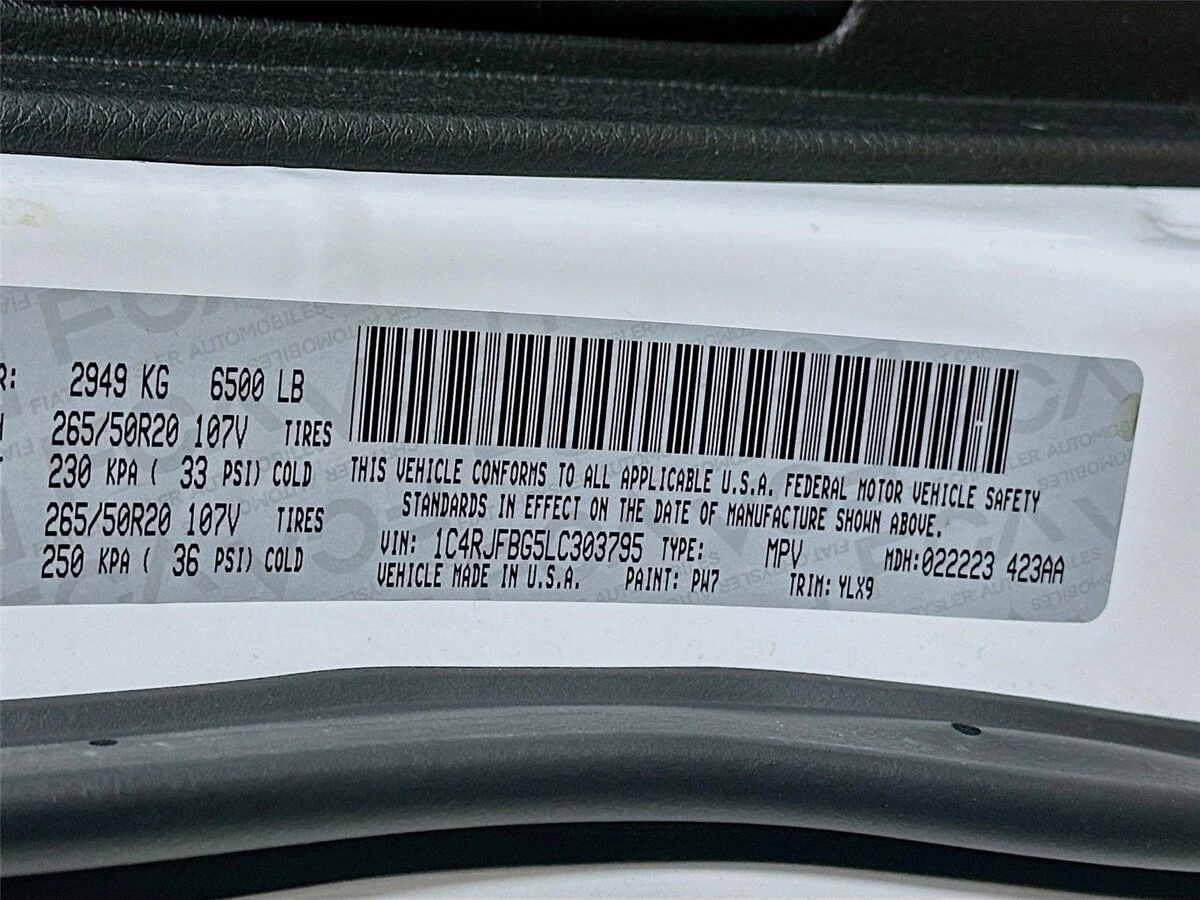 R: 2949 KG 6500 LB
H 265/50R20 107V TIRES
T 230 KPA ( 33 PSI) COLD
265/50R20 107V TIRES
250 KPA ( 36 PSI) COLD
THIS VEHICLE CONFORMS TO ALL APPLICABLE U.S.A. FEDERAL MOTOR VEHICLE SAFETY
STANDARDS IN EFFECT ON THE DATE OF MANUFACTURE SHOWN ABOVE.
VIN: 1C4RJFBG5LC303795 TYPE: MPV MDH:022223 423AA
VEHICLE MADE IN U.S.A. PAINT: PW7 TRIM: YLX9